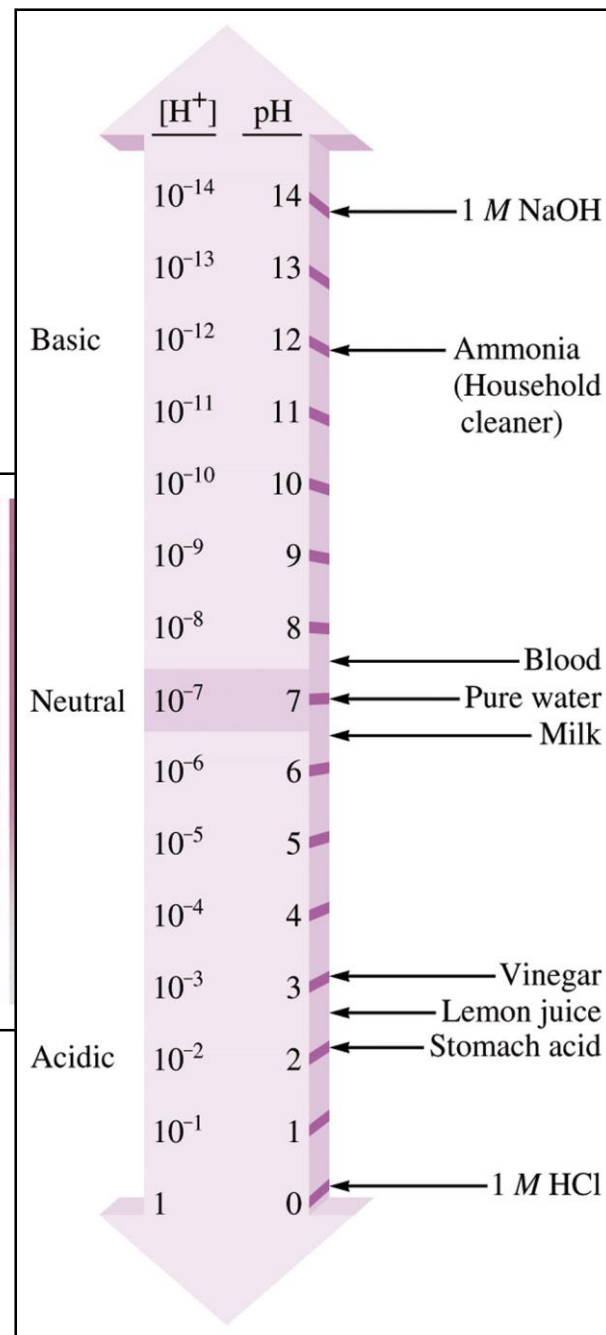 [H⁺] pH
10⁻¹⁴ 14
1 M NaOH
10⁻¹³ 13
Basic 10⁻¹² 12
Ammonia
(Household
cleaner)
10⁻¹¹ 11
10⁻¹⁰ 10
10⁻⁹ 9
10⁻⁸ 8
Blood
Neutral 10⁻⁷ 7 Pure water
Milk
10⁻⁶ 6
10⁻⁵ 5
10⁻⁴ 4
Vinegar
10⁻³ 3
Lemon juice
Stomach acid
Acidic 10⁻² 2
10⁻¹ 1
1 M HCl
1 0